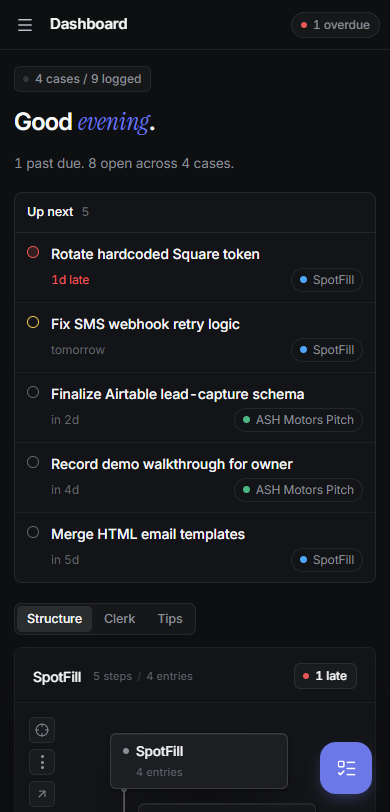 Dashboard
1 overdue
4 cases / 9 logged
Good evening.
1 past due. 8 open across 4 cases.
Up next 5
Rotate hardcoded Square token
1d late
SpotFill
Fix SMS webhook retry logic
tomorrow
SpotFill
Finalize Airtable lead-capture schema
in 2d
ASH Motors Pitch
Record demo walkthrough for owner
in 4d
ASH Motors Pitch
Merge HTML email templates
in 5d
SpotFill
Structure Clerk Tips
SpotFill 5 steps / 4 entries
1 late
SpotFill
4 entries